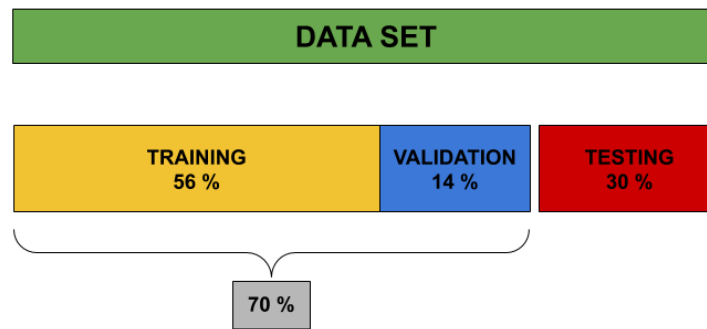 DATA SET
TRAINING
56 %
VALIDATION
14 %
TESTING
30 %
70 %